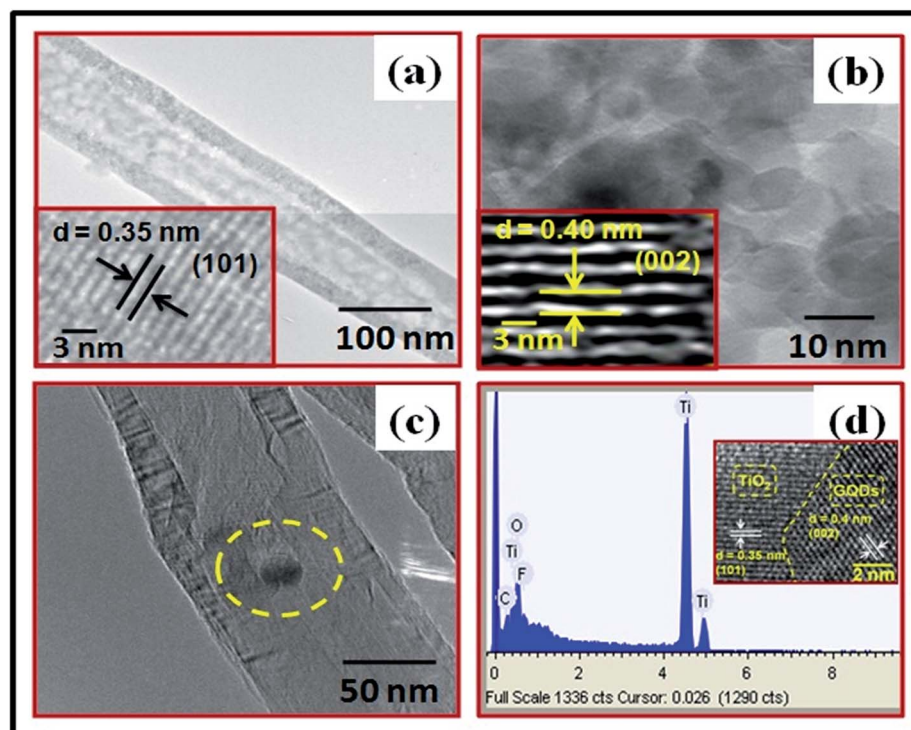 (a)
d = 0.35 nm
(101)
3 nm
100 nm
(b)
d = 0.40 nm
(002)
3 nm
10 nm
(c)
50 nm
(d)
Ti
O
Ti
F
C
Ti
TiO₂
GQDs
d = 0.4 nm
(002)
d = 0.35 nm
(101)
2 nm
0 2 4 6 8
Full Scale 1336 cts Cursor: 0.026 (1290 cts)